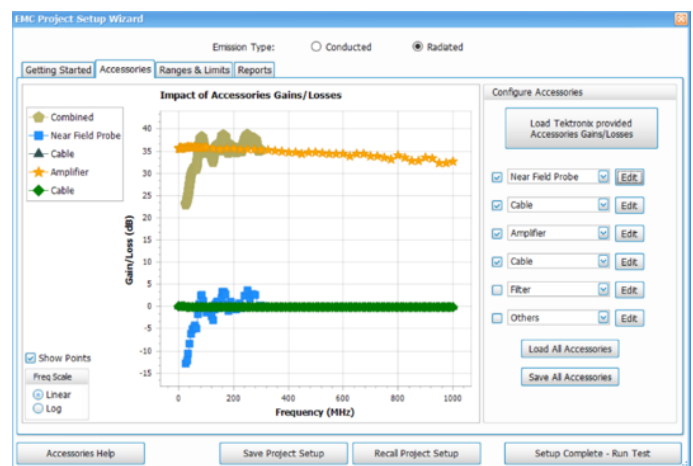 EMC Project Setup Wizard
Emission Type: Conducted Radiated
Getting Started Accessories Ranges & Limits Reports
Impact of Accessories Gains/Losses
Combined
Near Field Probe
Cable
Amplifier
Cable
Gain/Loss (dB)
40
35
30
25
20
15
10
5
0
-5
-10
-15
0 200 400 600 800 1000
Frequency (MHz)
Show Points
Freq Scale
Linear
Log
Configure Accessories
Load Tektronix provided
Accessories Gains/Losses
Near Field Probe Edit
Cable Edit
Amplifier Edit
Cable Edit
Filter Edit
Others Edit
Load All Accessories
Save All Accessories
Accessories Help Save Project Setup Recall Project Setup Setup Complete - Run Test